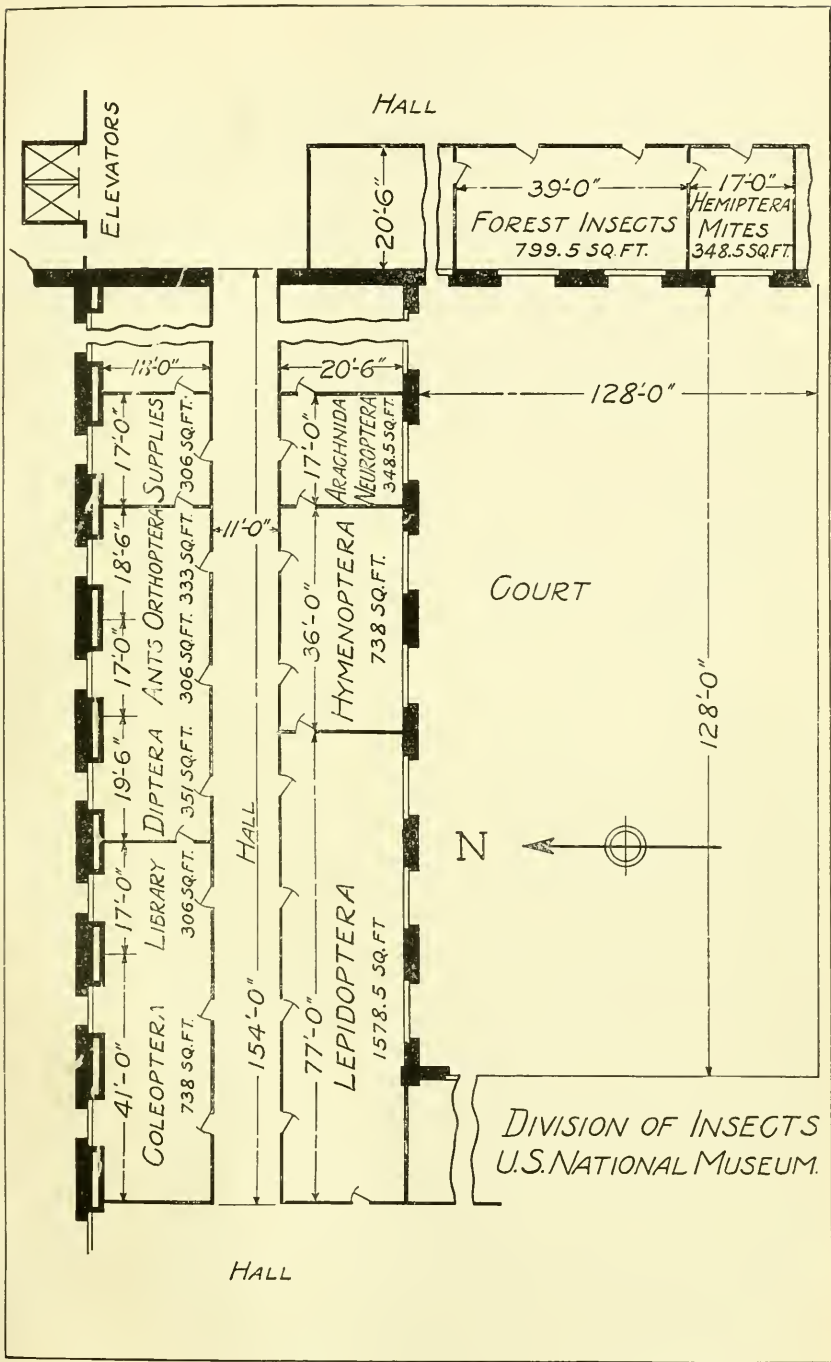 HALL
ELEVATORS
20'-6"
39'-0"
FOREST INSECTS
799.5 SQ.FT.
17'-0"
HEMIPTERA
MITES
348.5 SQ.FT.
18'-0"
20'-6"
128'-0"
17'-0"
SUPPLIES
306 SQ.FT.
17'-0"
ARACHNIDA
NEUROPTERA
348.5 SQ.FT.
11'-0"
18'-6"
ORTHOPTERA
333 SQ.FT.
36'-0"
HYMENOPTERA
738 SQ.FT.
COURT
17'-0"
ANTS
306 SQ.FT.
128'-0"
19'-6"
DIPTERA
351 SQ.FT.
HALL
N
17'-0"
LIBRARY
306 SQ.FT.
154'-0"
77'-0"
LEPIDOPTERA
1578.5 SQ.FT
41'-0"
COLEOPTERA
738 SQ.FT.
DIVISION OF INSECTS
U.S. NATIONAL MUSEUM.
HALL